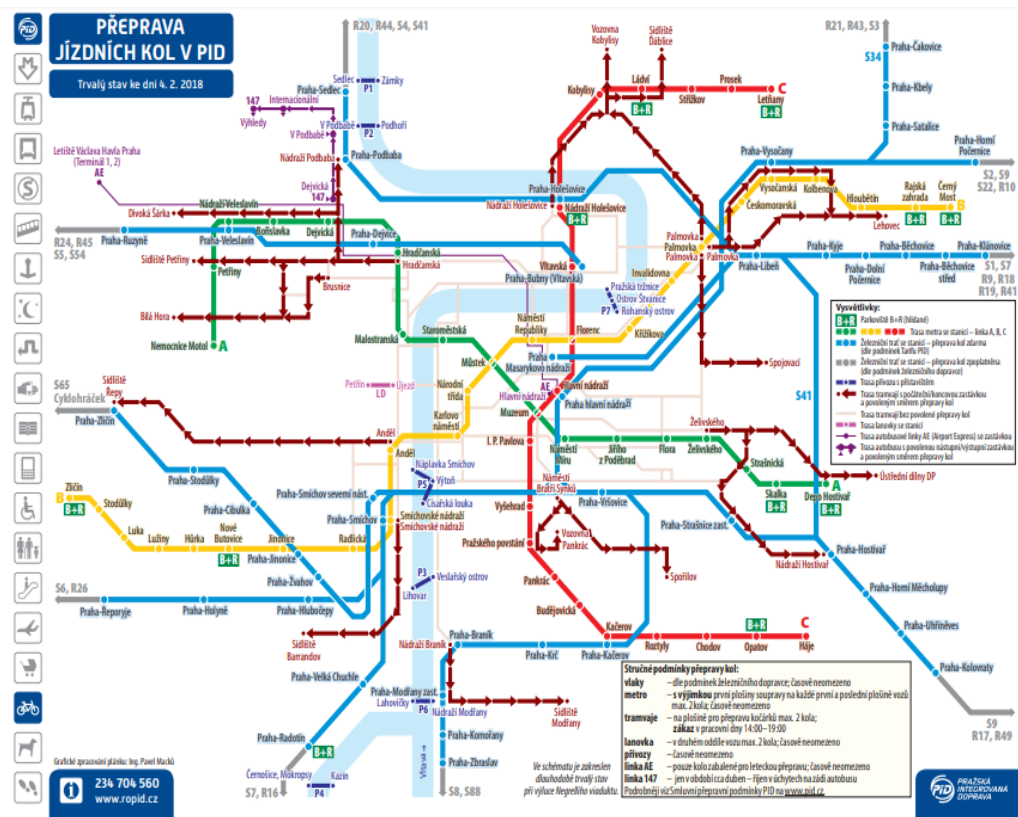 PID
PŘEPRAVA
JÍZDNÍCH KOL V PID
Trvalý stav ke dni 4. 2. 2018
R20, R44, S4, S41
R21, R43, S3
Vozovna
Kobylisy
Sídliště
Ďáblice
Praha-Čakovice
S34
Sedlec
Zámky
P1
Praha-Sedlec
Kobylisy
Ládví
B+R
Střížkov
Prosek
Letňany
C
B+R
Praha-Kbely
147
Internacionální
Výhledy
V Podbabě
V Podbabě
Podhoří
P2
Praha-Satalice
Letiště Václava Havla Praha
(Terminál 1, 2)
AE
Nádraží Podbaba
Praha-Podbaba
Praha-Vysočany
Praha-Horní
Počernice
S2, S9
S22, R10
Dejvická
147
Praha-Holešovice
Nádraží Holešovice
Nádraží Holešovice
B+R
Vysočanská
Kolbenova
Českomoravská
Hloubětín
Rajská
zahrada
B+R
Černý
Most
B
B+R
Lehovec
Divoká Šárka
Nádraží Veleslavín
Bořislavka
Dejvická
Praha-Dejvice
R24, R45
S5, S54
Praha-Ruzyně
Praha-Veleslavín
Hradčanská
Hradčanská
Palmovka
Palmovka
Palmovka
Palmovka
Praha-Libeň
Praha-Kyje
Praha-Dolní
Počernice
Praha-Běchovice
Praha-Běchovice
střed
Praha-Klánovice
S1, S7
R9, R18
R19, R41
Sídliště Petřiny
Petřiny
Brusnice
Vltavská
Praha-Bubny (Vltavská)
Invalidovna
Pražská tržnice
Ostrov Štvanice
P7
Rohanský ostrov
Bílá Hora
Nemocnice Motol
A
Malostranská
Staroměstská
Náměstí
Republiky
Florenc
Křižíkova
Můstek
Praha
Masarykovo nádraží
Spojovací
Petřín
Újezd
LD
Národní
třída
AE
Hlavní nádraží
Hlavní nádraží
Praha hlavní nádraží
S41
S65
Cyklohráček
Sídliště
Řepy
Praha-Zličín
Karlovo
náměstí
Muzeum
Anděl
Anděl
I. P. Pavlova
Náměstí
Míru
Jiřího
z Poděbrad
Flora
Želivského
Želivského
Strašnická
Skalka
B+R
A
Depo Hostivař
B+R
Ústřední dílny DP
Vysvětlivky:
B+R
Parkoviště B+R (hlídané)
Trasa metra se stanicí – linka A, B, C
Železniční trať se stanicí – přeprava kol zdarma
(dle podmínek Tarifu PID)
Železniční trať se stanicí – přeprava kol zpoplatněna
(dle podmínek železničního dopravce)
Trasa přívozu s přístavištěm
Trasa tramvají s počáteční/koncovou zastávkou
a povoleným směrem přepravy kol
Trasa tramvají bez povolené přepravy kol
Trasa lanovky se stanicí
Trasa autobusové linky AE (Airport Express) se zastávkou
Trasa autobusu s povolenou nástupní/výstupní zastávkou
a povoleným směrem přepravy kol
Praha-Stodůlky
Praha-Cibulka
Praha-Smíchov severní nást.
Náplavka Smíchov
Výtoň
P5
Císařská louka
Náměstí
Bratří Synků
Praha-Vršovice
Praha-Strašnice zast.
Zličín
B
B+R
Stodůlky
Luka
Lužiny
Hůrka
Nové
Butovice
B+R
Jinonice
Radlická
Praha-Jinonice
Praha-Smíchov
Smíchovské nádraží
Smíchovské nádraží
Vyšehrad
Pražského povstání
Vozovna
Pankrác
Spořilov
Nádraží Hostivař
Praha-Hostivař
Praha-Žvahov
Veslařský ostrov
P3
Lihovar
Pankrác
S6, R26
Praha-Řeporyje
Praha-Holyně
Praha-Hlubočepy
Budějovická
Praha-Horní Měcholupy
Sídliště
Barrandov
Nádraží Braník
Praha-Braník
Kačerov
Praha-Krč
Praha-Kačerov
Roztyly
Chodov
B+R
Opatov
C
Háje
Praha-Uhříněves
Praha-Velká Chuchle
Praha-Kolovraty
Praha-Modřany zast.
Lahovičky
P6
Nádraží Modřany
Sídliště
Modřany
S9
R17, R49
Praha-Radotín
B+R
Praha-Komořany
Praha-Zbraslav
Vltava →
Černošice, Mokropsy
S7, R16
Kazín
P4
S8, S88
Stručné podmínky přepravy kol:
vlaky – dle podmínek železničního dopravce; časově neomezeno
metro – s výjimkou první plošiny soupravy na každé první a poslední plošině vozů
max. 2 kola; časově neomezeno
tramvaje – na plošině pro přepravu kočárků max. 2 kola;
zákaz v pracovní dny 14:00–19:00
lanovka – v druhém oddíle vozu max. 2 kola; časově neomezeno
přívozy – časově neomezeno
linka AE – pouze kolo zabalené pro leteckou přepravu; časově neomezeno
linka 147 – jen v období cca duben – říjen v úchytech na zádi autobusu
Podrobněji viz Smluvní přepravní podmínky PID na www.pid.cz.
Ve schématu je zakreslen
dlouhodobě trvalý stav
při výluce Negrelliho viaduktu.
Grafické zpracování plánku: Ing. Pavel Macků
234 704 560
www.ropid.cz
PID
PRAŽSKÁ
INTEGROVANÁ
DOPRAVA